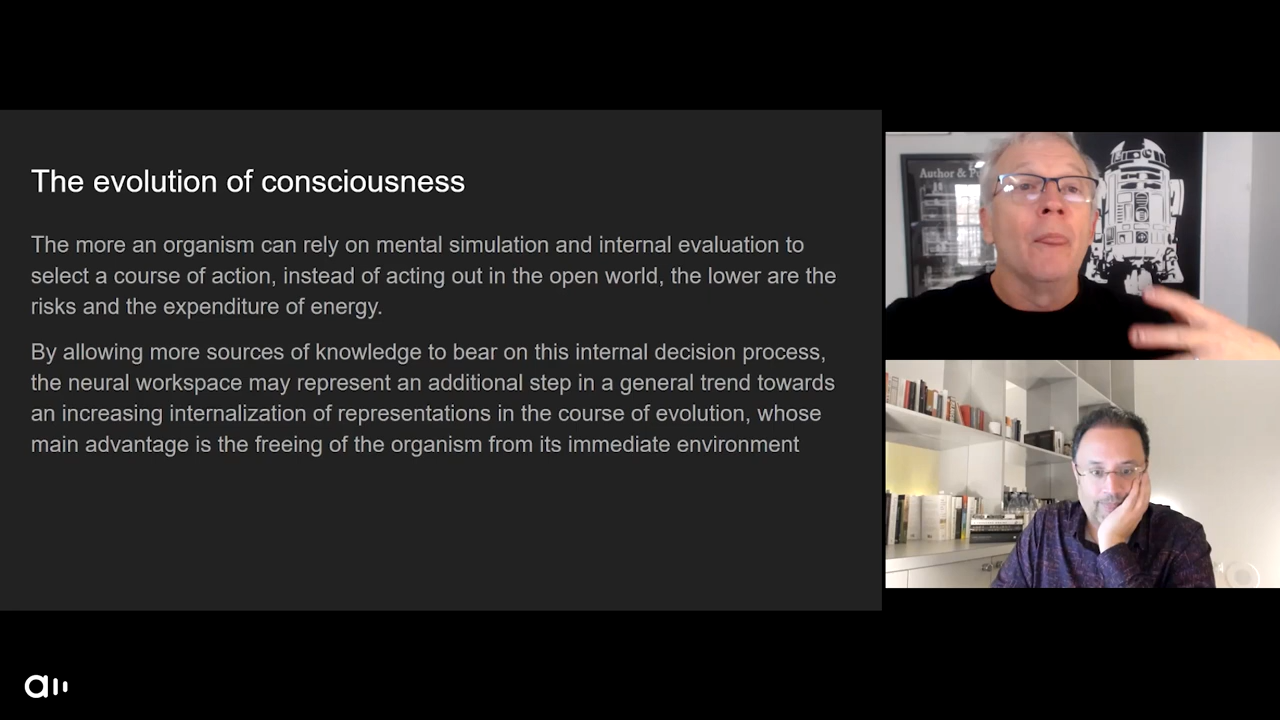 The evolution of consciousness
The more an organism can rely on mental simulation and internal evaluation to
select a course of action, instead of acting out in the open world, the lower are the
risks and the expenditure of energy.
By allowing more sources of knowledge to bear on this internal decision process,
the neural workspace may represent an additional step in a general trend towards
an increasing internalization of representations in the course of evolution, whose
main advantage is the freeing of the organism from its immediate environment
Author &